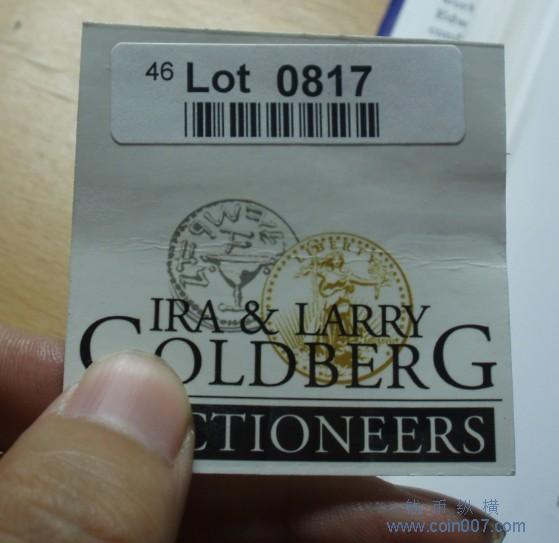 46 Lot 0817
LIBERTY
IRA & LARRY
GOLDBERG
CTIONEERS
钱币纵横
www.coin007.com